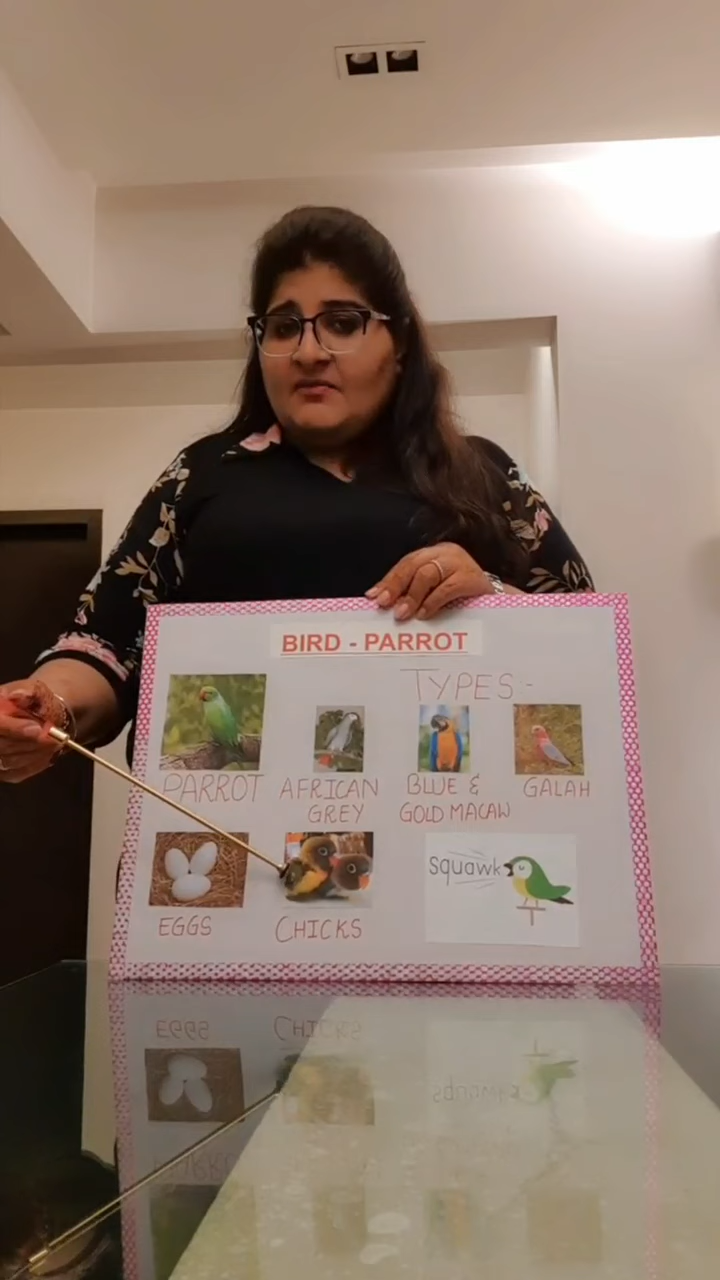 BIRD - PARROT
TYPES:-
PARROT
AFRICAN GREY
BLUE & GOLD MACAW
GALAH
EGGS
CHICKS
Squawk